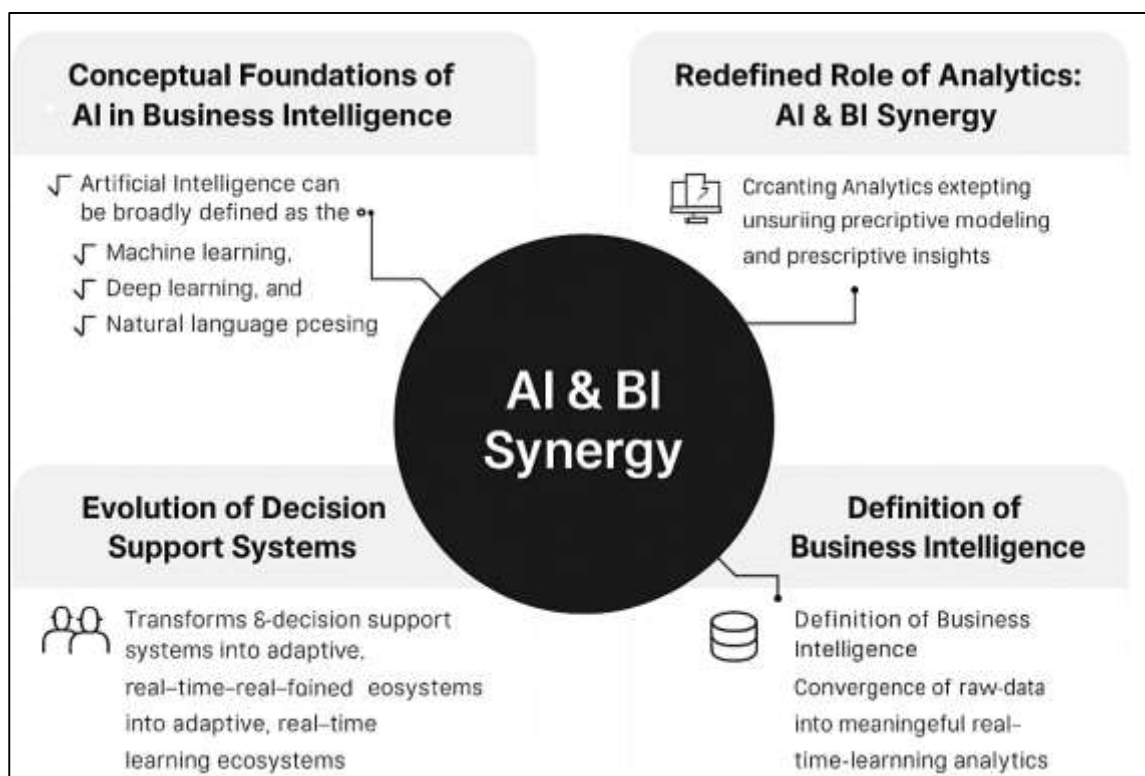 Conceptual Foundations of
AI in Business Intelligence
Artificial Intelligence can
be broadly defined as the
Machine learning,
Deep learning, and
Natural language pcesing
Redefined Role of Analytics:
AI & BI Synergy
Crcanting Analytics extepting
unsuriing precriptive modeling
and prescriptive insights
AI & BI
Synergy
Evolution of Decision
Support Systems
Transforms &-decision support
systems into adaptive,
real-time-real-foined eosystems
into adaptive, real-time
learning ecosystems
Definition of
Business Intelligence
Definition of Business
Intelligence
Convergence of raw-data
into meaningeful real-
time-learnning analytics